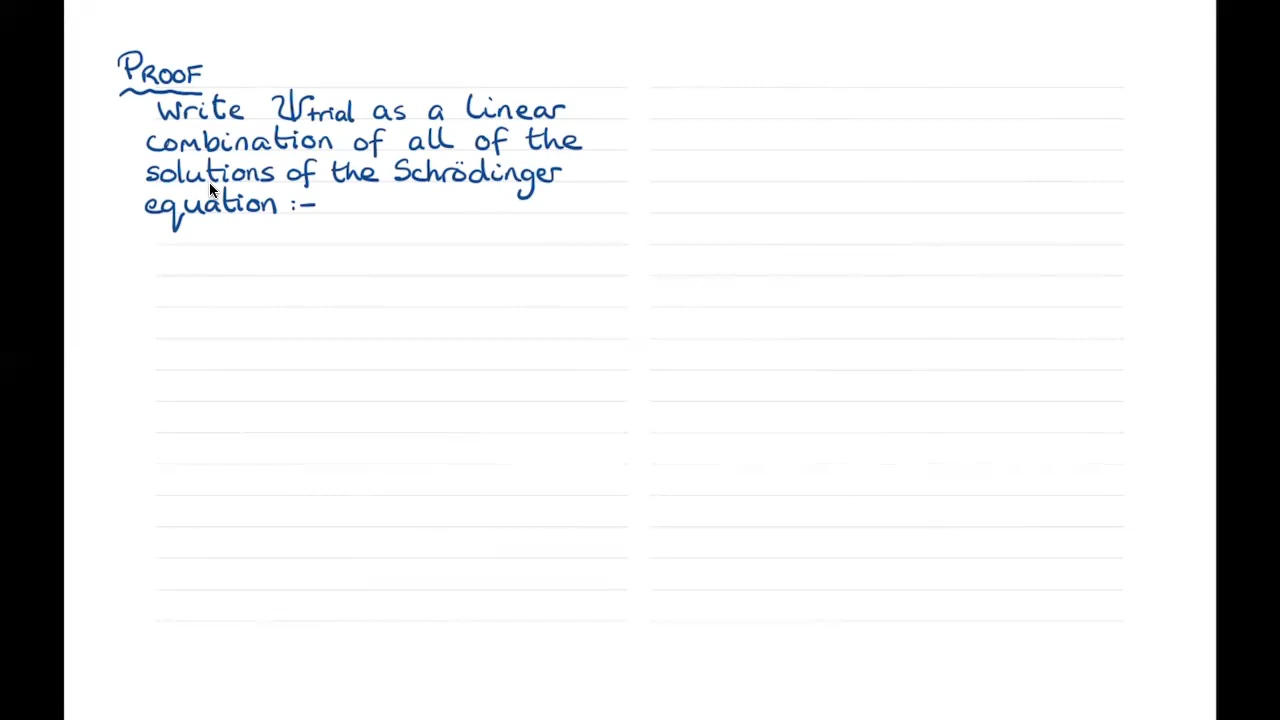 PROOF
Write Ψtrial as a linear
combination of all of the
solutions of the Schrödinger
equation :-